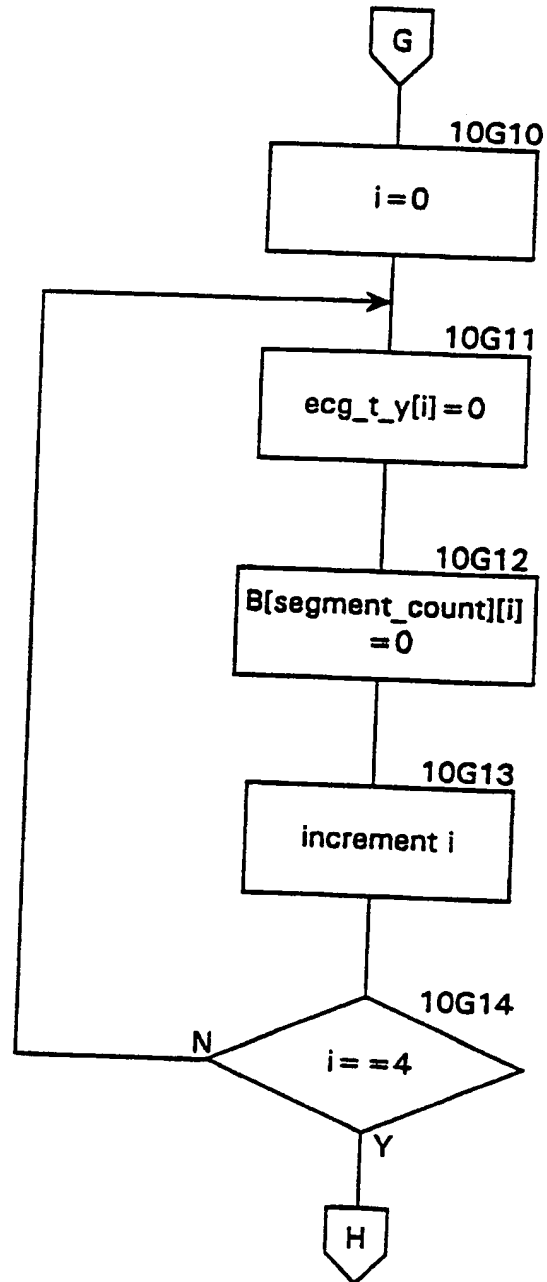 G
10G10
i=0
10G11
ecg_t_y[i]=0
10G12
B[segment_count][i]
=0
10G13
increment i
10G14
N
i==4
Y
H